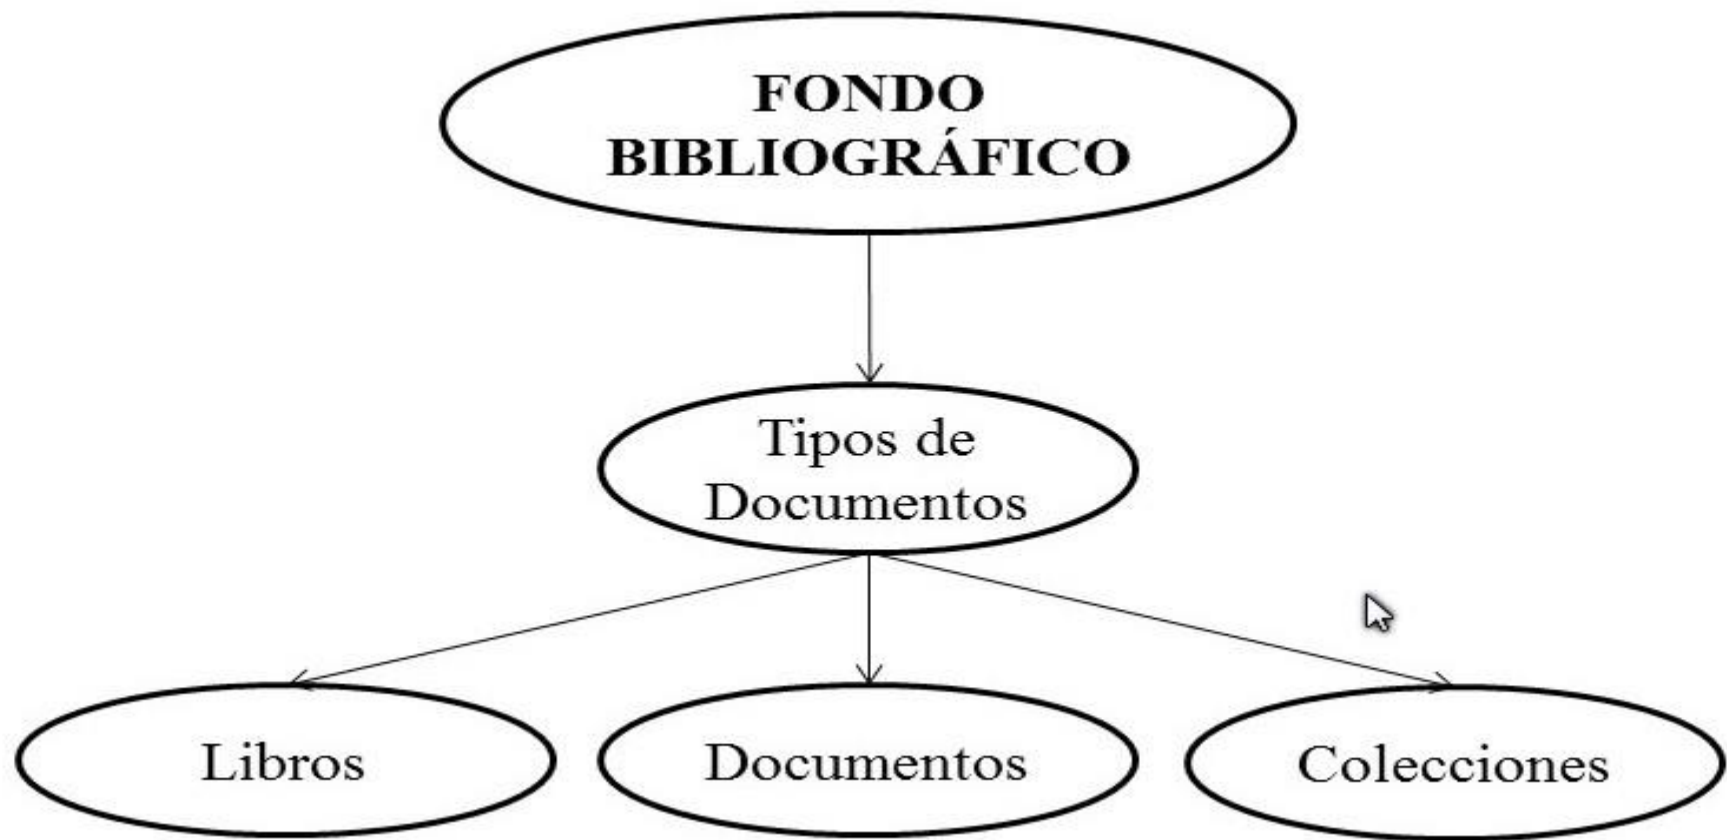 FONDO
BIBLIOGRÁFICO
Tipos de
Documentos
Libros
Documentos
Colecciones